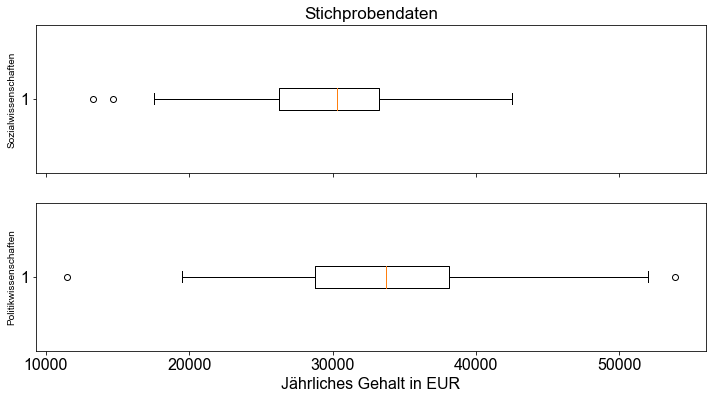 Stichprobendaten
Sozialwissenschaften
1
Politikwissenschaften
1
10000 20000 30000 40000 50000
Jährliches Gehalt in EUR